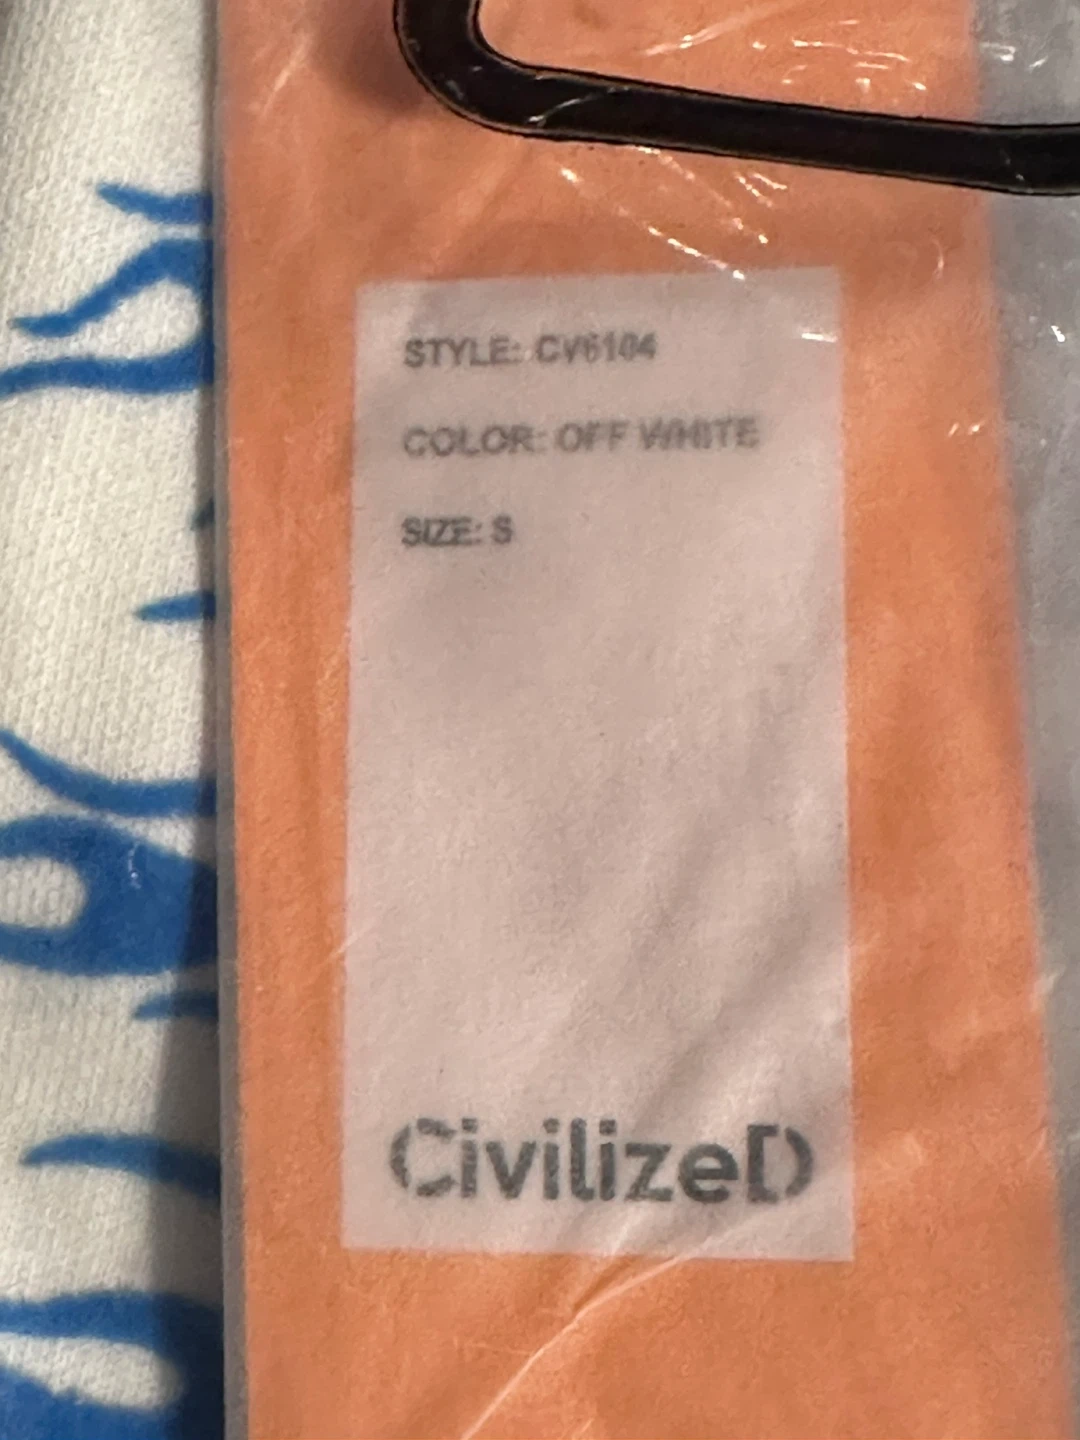 STYLE: CV6104
COLOR: OFF WHITE
SIZE: S
CivilizeD